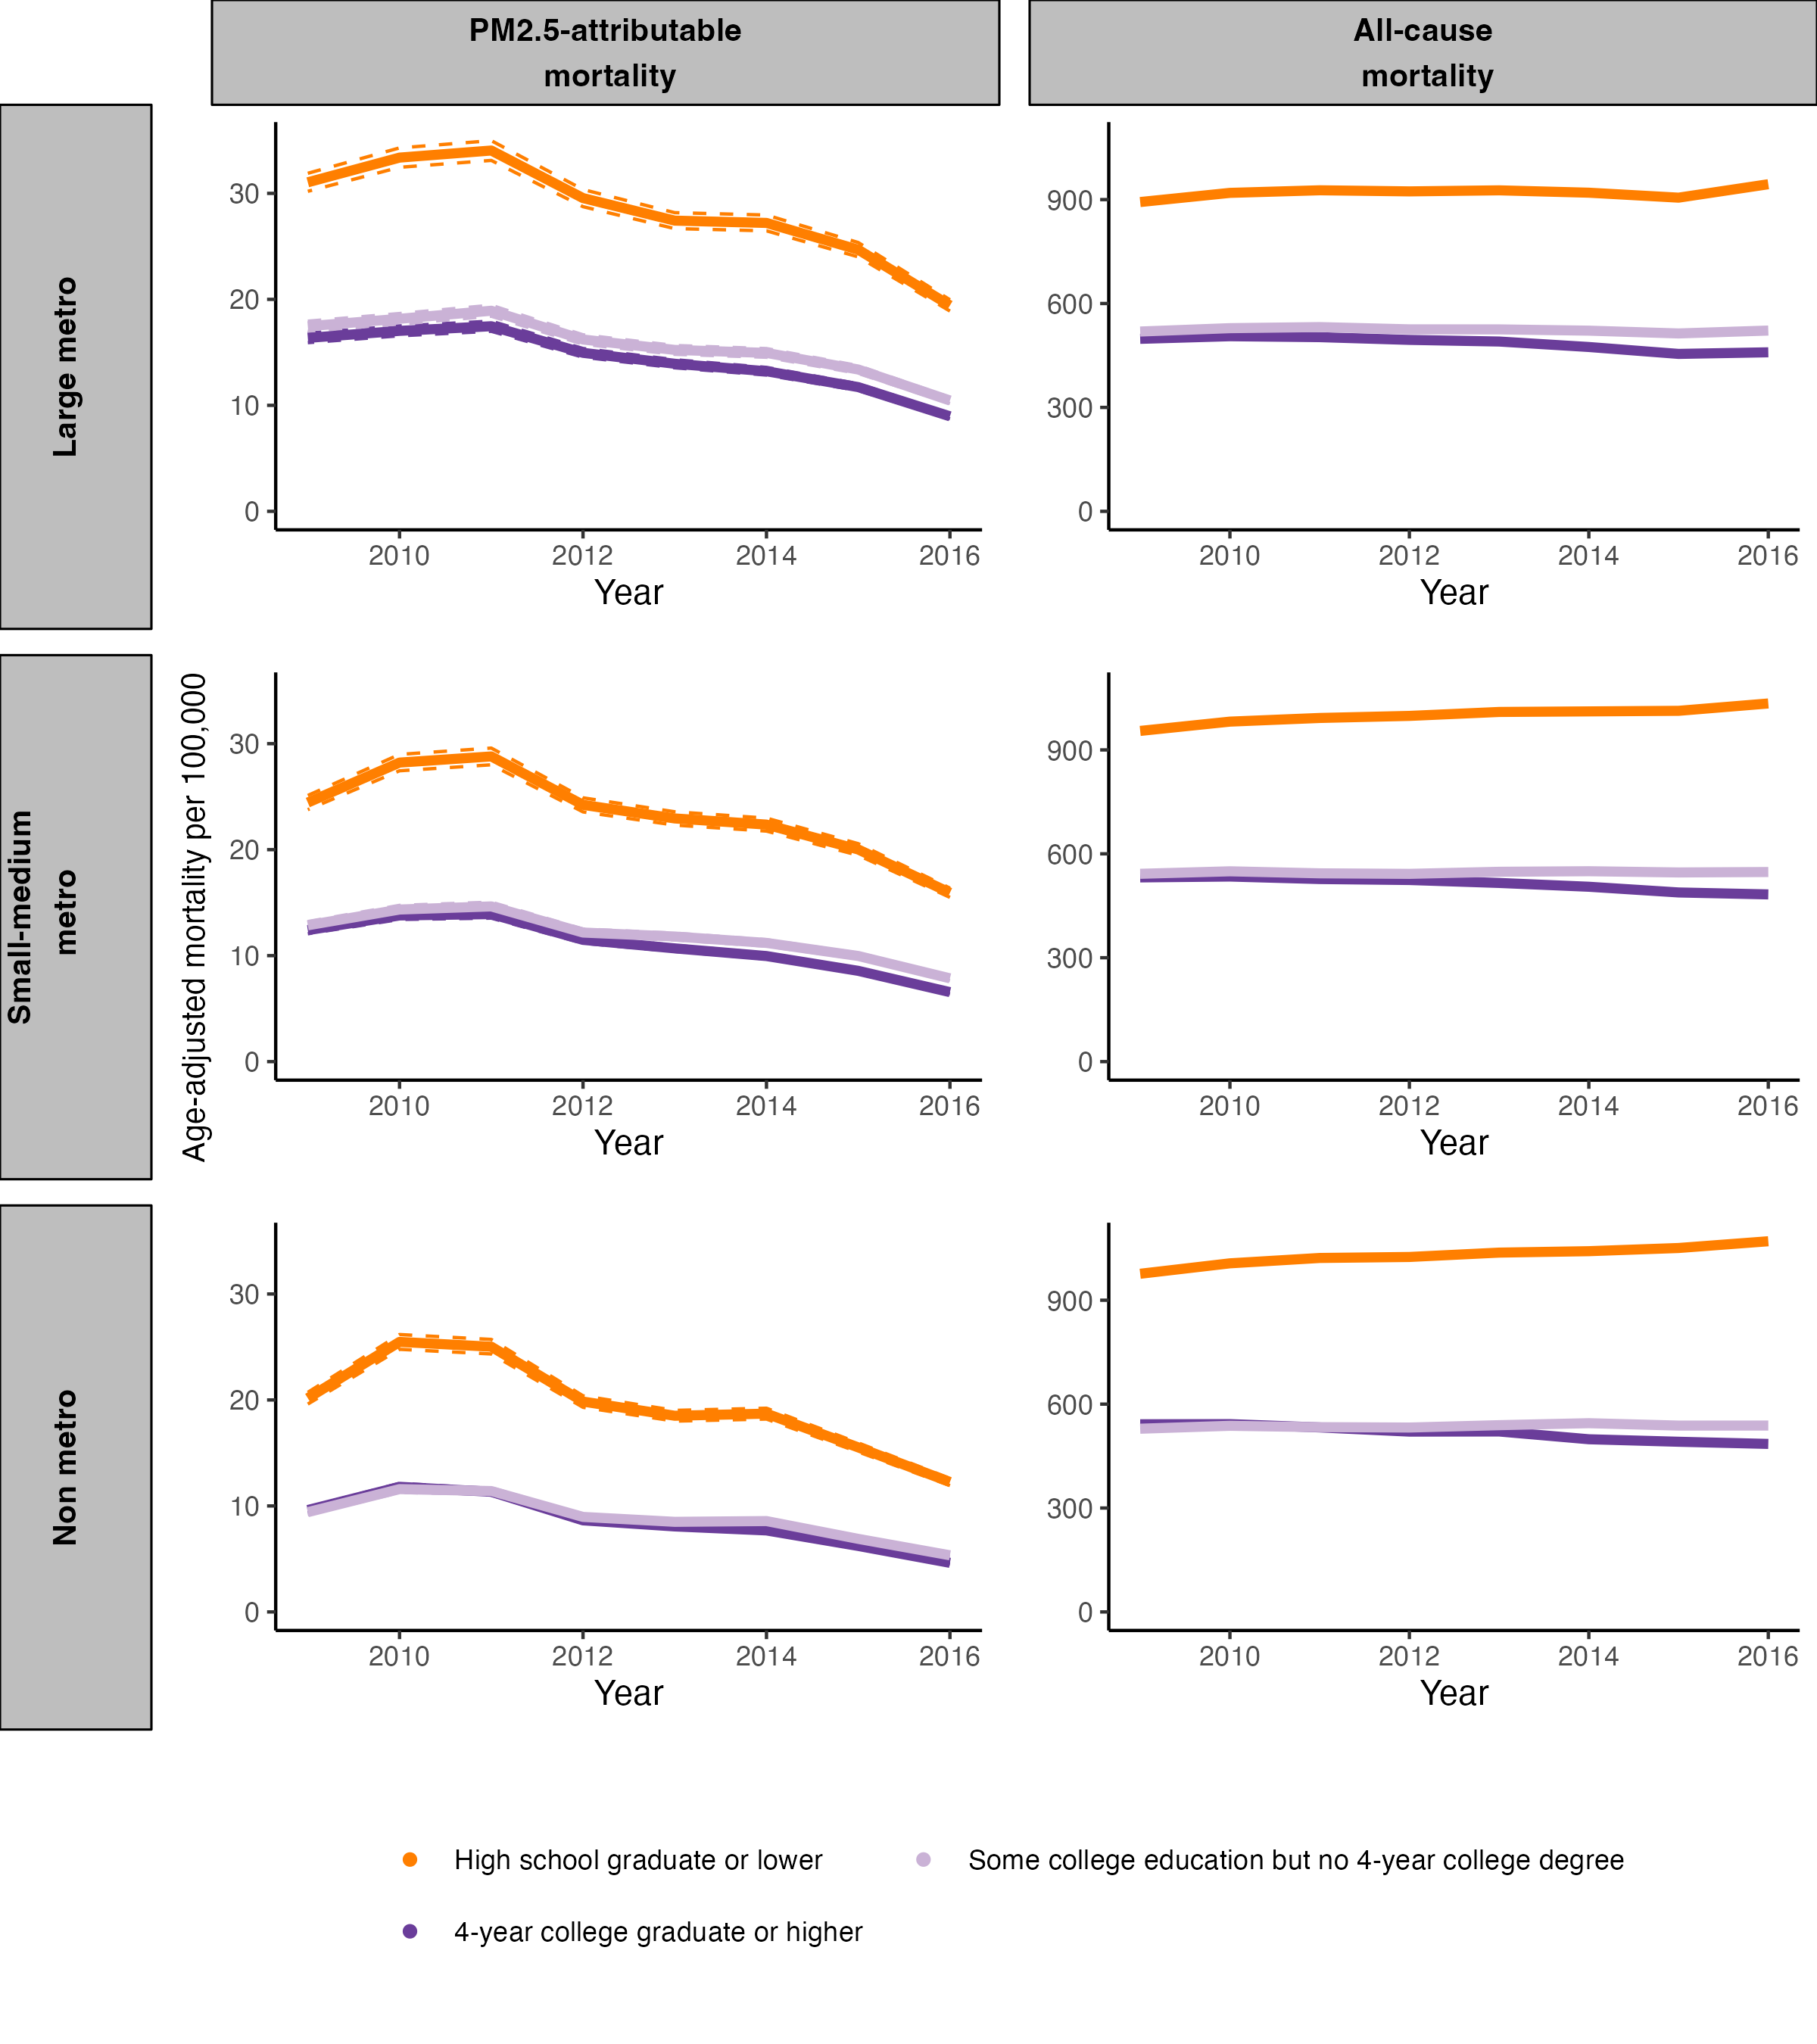 PM2.5-attributable
mortality
All-cause
mortality
Large metro
30
20
10
0
2010 2012 2014 2016
Year
900
600
300
0
2010 2012 2014 2016
Year
Small-medium
metro
Age-adjusted mortality per 100,000
30
20
10
0
2010 2012 2014 2016
Year
900
600
300
0
2010 2012 2014 2016
Year
Non metro
30
20
10
0
2010 2012 2014 2016
Year
900
600
300
0
2010 2012 2014 2016
Year
High school graduate or lower
Some college education but no 4-year college degree
4-year college graduate or higher